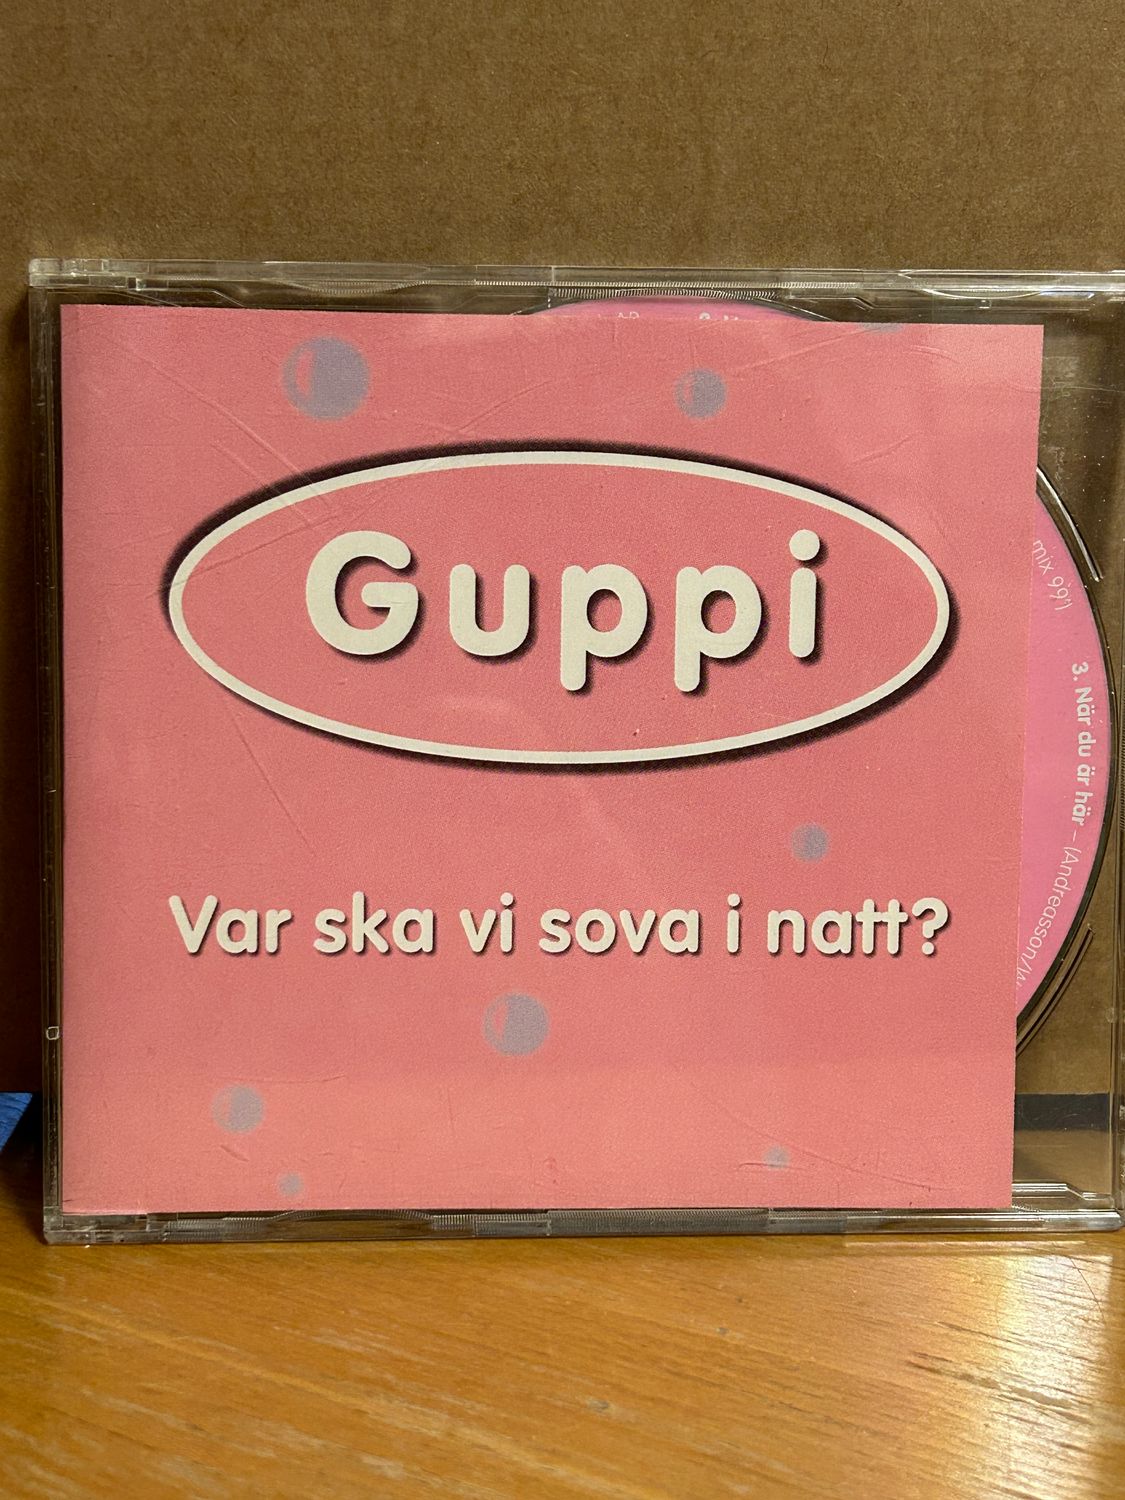 Guppi
Var ska vi sova i natt?
mix 99)
3. När du är här – (Andreasson/W